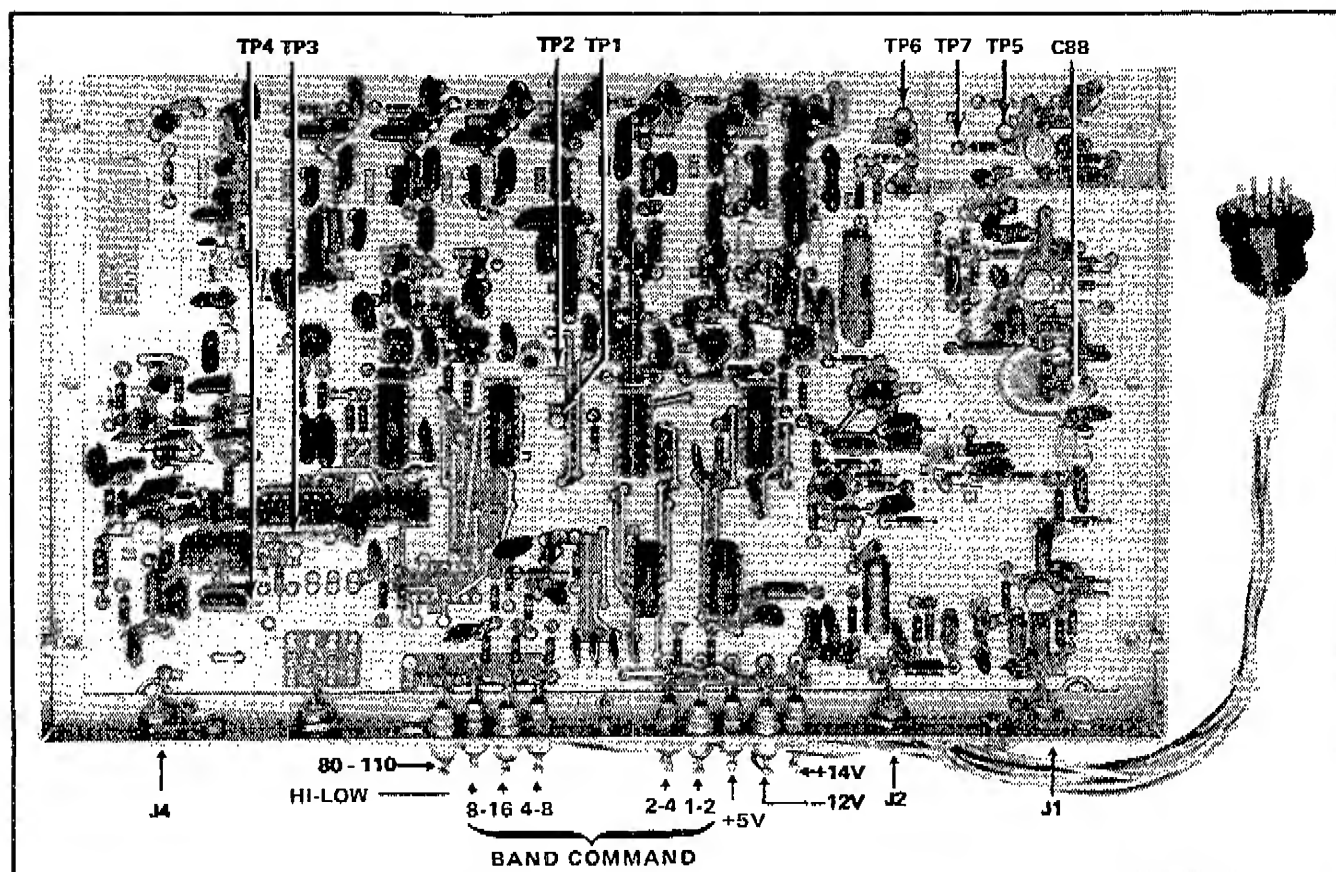 TP4 TP3 TP2 TP1 TP6 TP7 TP5 C88
80 - 110
HI-LOW
J4
8-16 4-8 2-4 1-2
+5V
-12V
+14V
J2
J1
BAND COMMAND